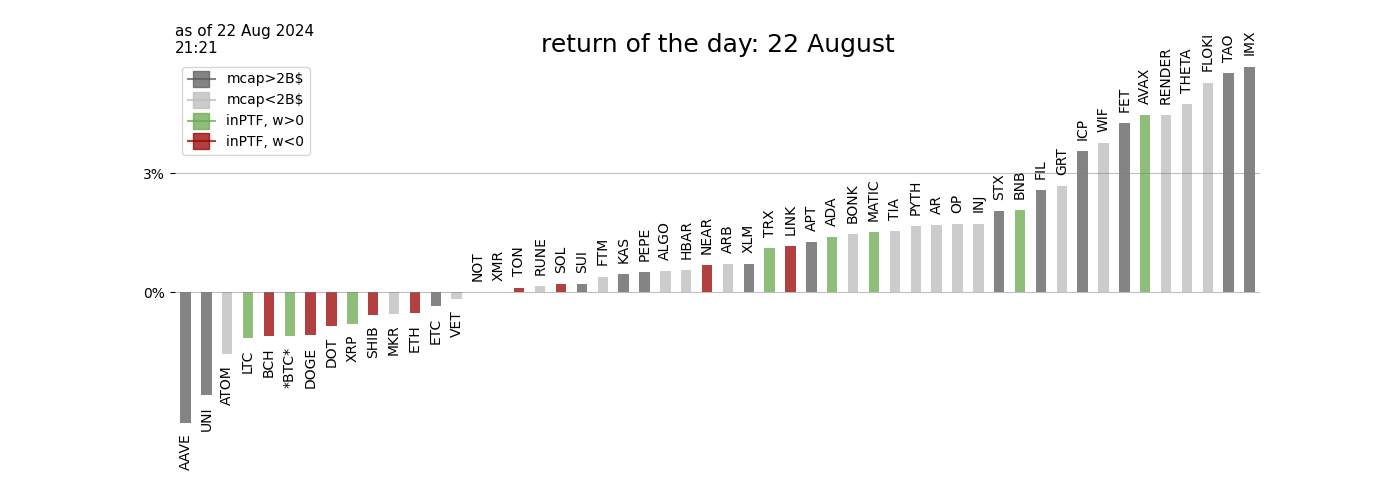 as of 22 Aug 2024
21:21
return of the day: 22 August
mcap>2B$
mcap<2B$
inPTF, w>0
inPTF, w<0
3%
0%
AAVE
UNI
ATOM
LTC
BCH
*BTC*
DOGE
DOT
XRP
SHIB
MKR
ETH
ETC
VET
NOT
XMR
TON
RUNE
SOL
SUI
FTM
KAS
PEPE
ALGO
HBAR
NEAR
ARB
XLM
TRX
LINK
APT
ADA
BONK
MATIC
TIA
PYTH
AR
OP
INJ
STX
BNB
FIL
GRT
ICP
WIF
FET
AVAX
RENDER
THETA
FLOKI
TAO
IMX